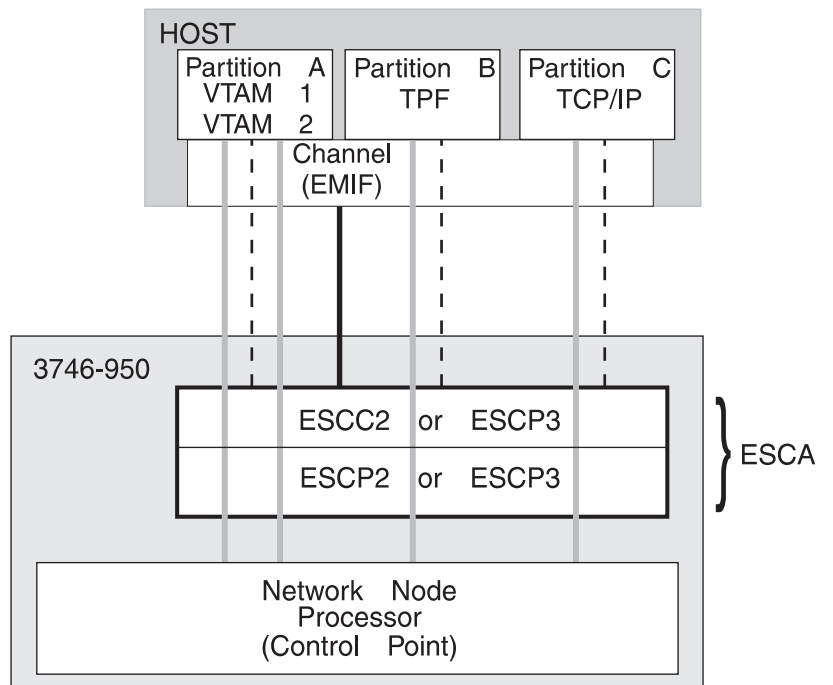 HOST
Partition A
VTAM 1
VTAM 2
Partition B
TPF
Partition C
TCP/IP
Channel
(EMIF)
3746-950
ESCC2 or ESCP3
ESCP2 or ESCP3
ESCA
Network Node
Processor
(Control Point)